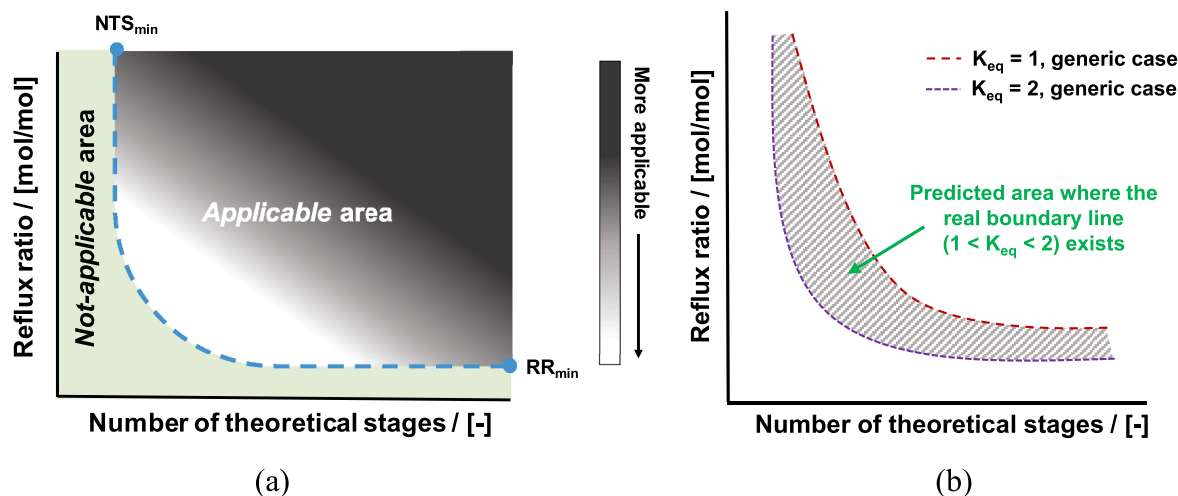 NTSmin
Reflux ratio / [mol/mol]
Not-applicable area
Applicable area
RRmin
Number of theoretical stages / [-]
More applicable
(a)
Reflux ratio / [mol/mol]
Keq = 1, generic case
Keq = 2, generic case
Predicted area where the
real boundary line
(1 < Keq < 2) exists
Number of theoretical stages / [-]
(b)